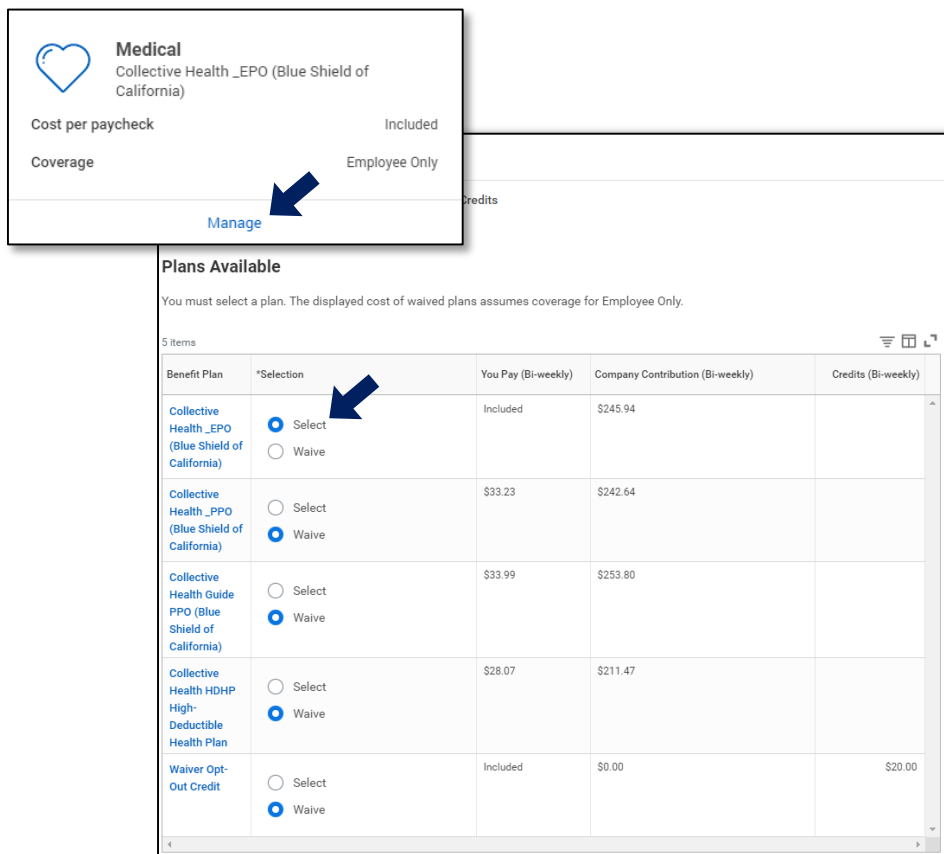 Medical
Collective Health _EPO (Blue Shield of
California)
Cost per paycheck Included
Coverage Employee Only
Manage
Credits
Plans Available
You must select a plan. The displayed cost of waived plans assumes coverage for Employee Only.
5 items
Benefit Plan *Selection You Pay (Bi-weekly) Company Contribution (Bi-weekly) Credits (Bi-weekly)
Collective
Health _EPO
(Blue Shield of
California)
Select
Waive
Included $245.94
Collective
Health _PPO
(Blue Shield of
California)
Select
Waive
$33.23 $242.64
Collective
Health Guide
PPO (Blue
Shield of
California)
Select
Waive
$33.99 $253.80
Collective
Health HDHP
High-
Deductible
Health Plan
Select
Waive
$28.07 $211.47
Waiver Opt-
Out Credit
Select
Waive
Included $0.00 $20.00